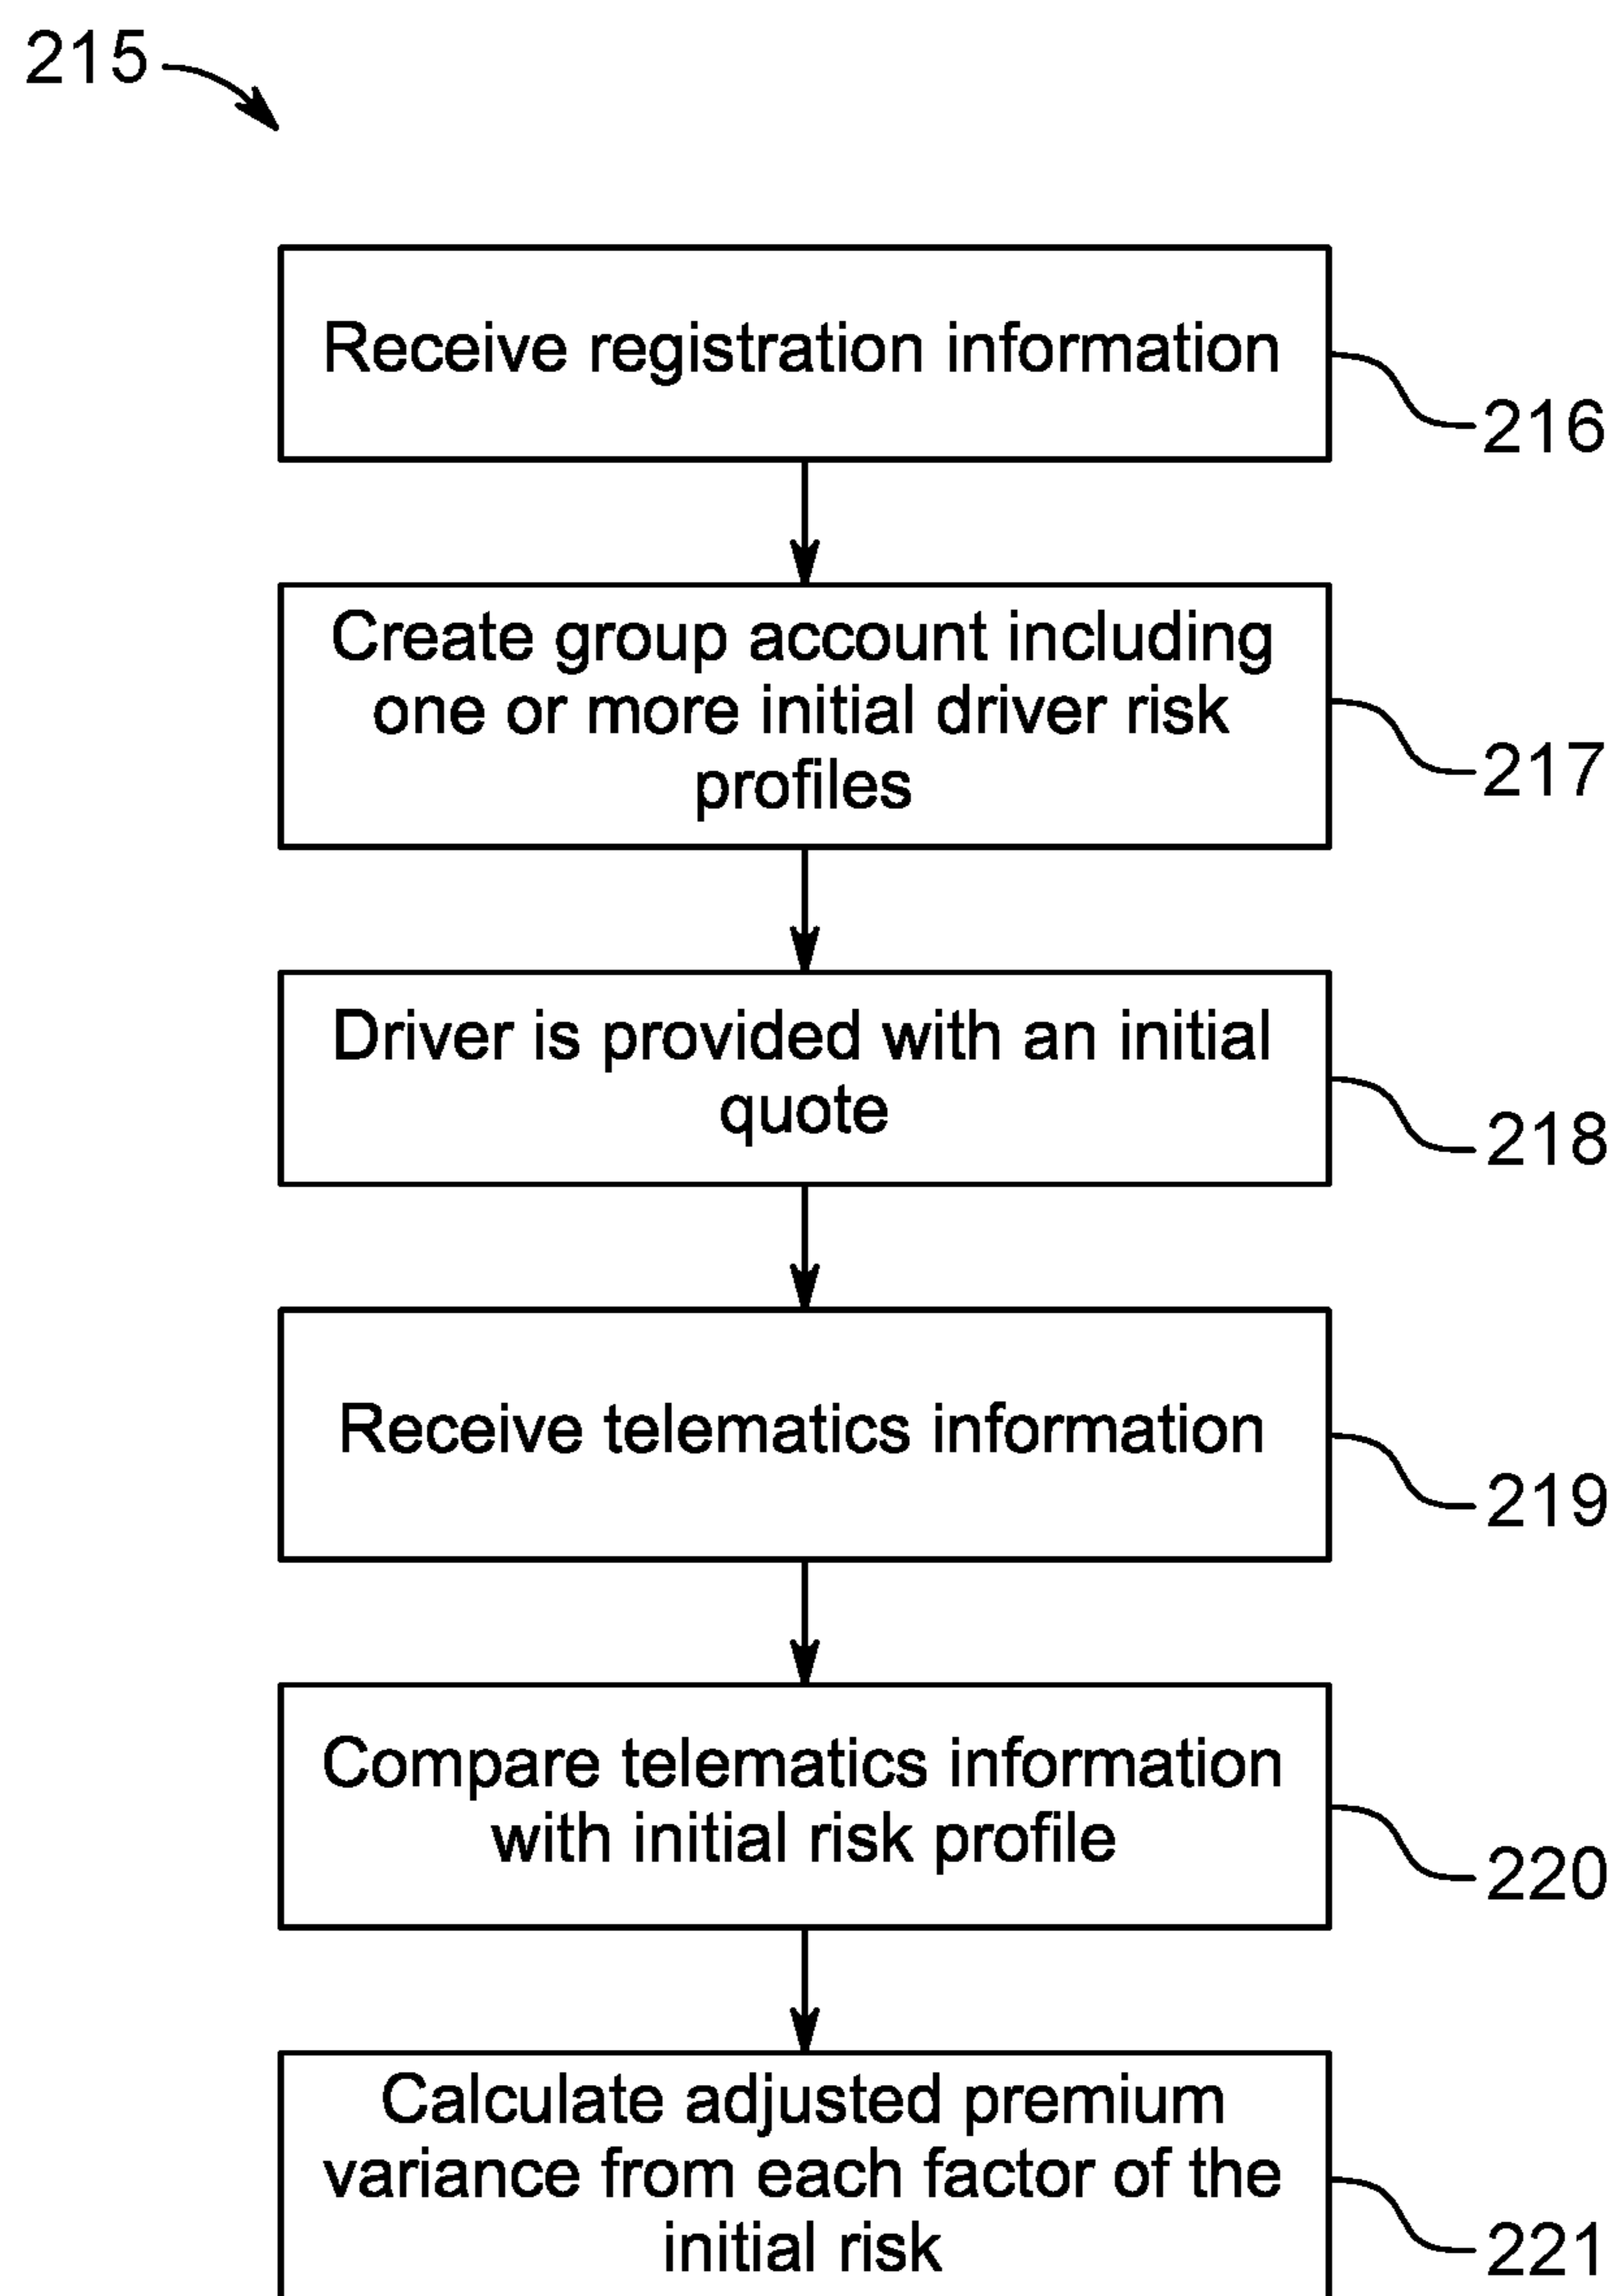 215
Receive registration information
216
Create group account including
one or more initial driver risk
profiles
217
Driver is provided with an initial
quote
218
Receive telematics information
219
Compare telematics information
with initial risk profile
220
Calculate adjusted premium
variance from each factor of the
initial risk
221